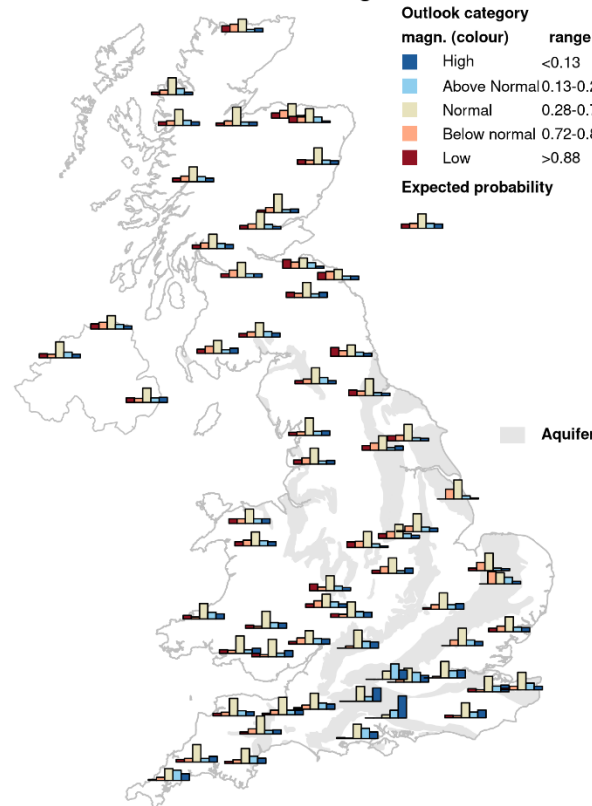 Outlook category
magn. (colour) range
High <0.13
Above Normal 0.13-0.2
Normal 0.28-0.7
Below normal 0.72-0.8
Low >0.88
Expected probability
Aquifer